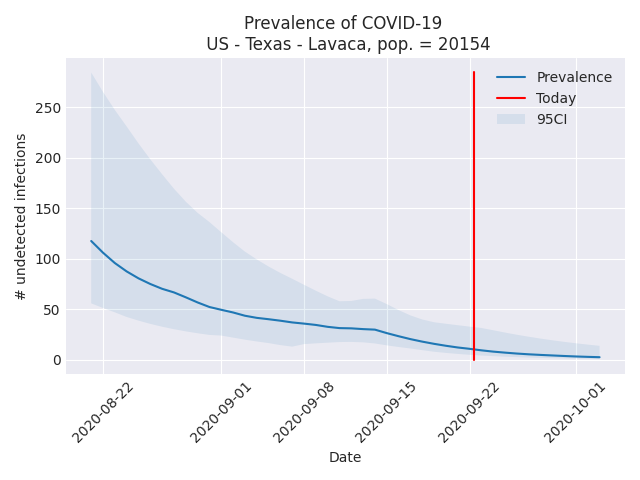 Prevalence of COVID-19
US - Texas - Lavaca, pop. = 20154
Prevalence
Today
95CI
# undetected infections
250
200
150
100
50
0
2020-08-22
2020-09-01
2020-09-08
2020-09-15
2020-09-22
2020-10-01
Date